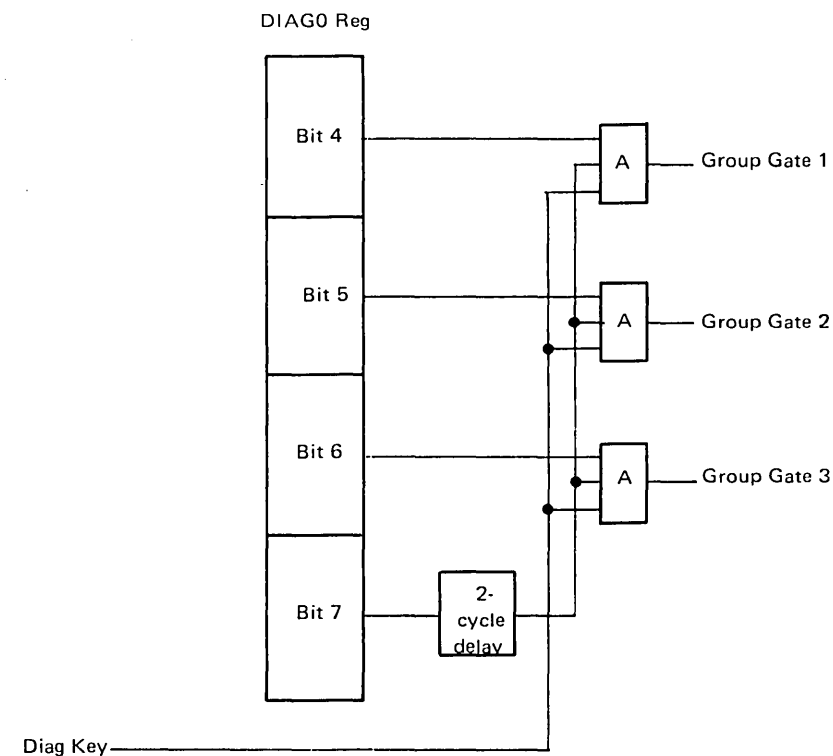 DIAG0 Reg
Bit 4
A
Group Gate 1
Bit 5
A
Group Gate 2
Bit 6
A
Group Gate 3
Bit 7
2-
cycle
delay
Diag Key